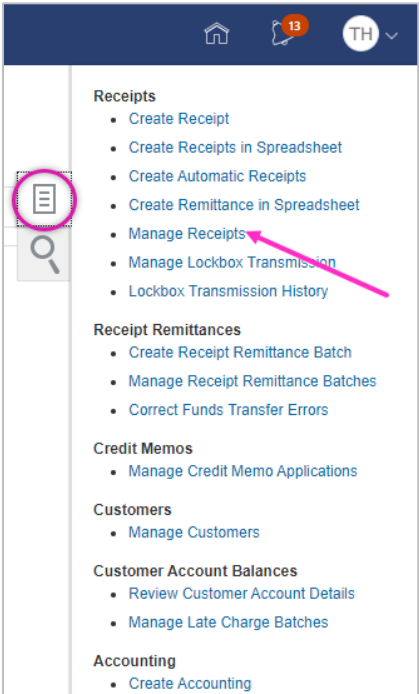 13
TH
Receipts
Create Receipt
Create Receipts in Spreadsheet
Create Automatic Receipts
Create Remittance in Spreadsheet
Manage Receipts
Manage Lockbox Transmission
Lockbox Transmission History
Receipt Remittances
Create Receipt Remittance Batch
Manage Receipt Remittance Batches
Correct Funds Transfer Errors
Credit Memos
Manage Credit Memo Applications
Customers
Manage Customers
Customer Account Balances
Review Customer Account Details
Manage Late Charge Batches
Accounting
Create Accounting